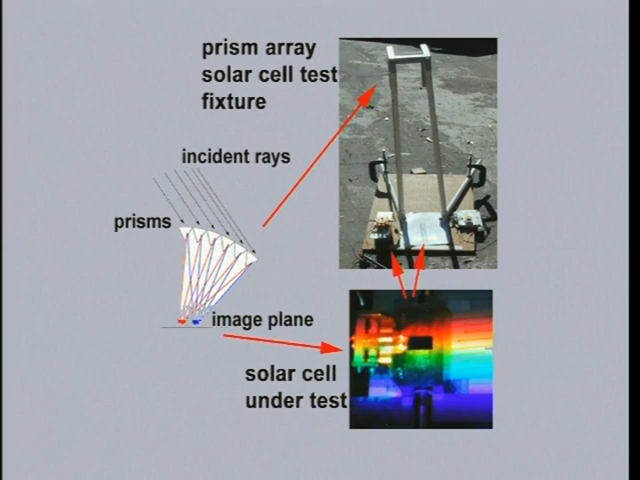 prism array
solar cell test
fixture
incident rays
prisms
image plane
solar cell
under test